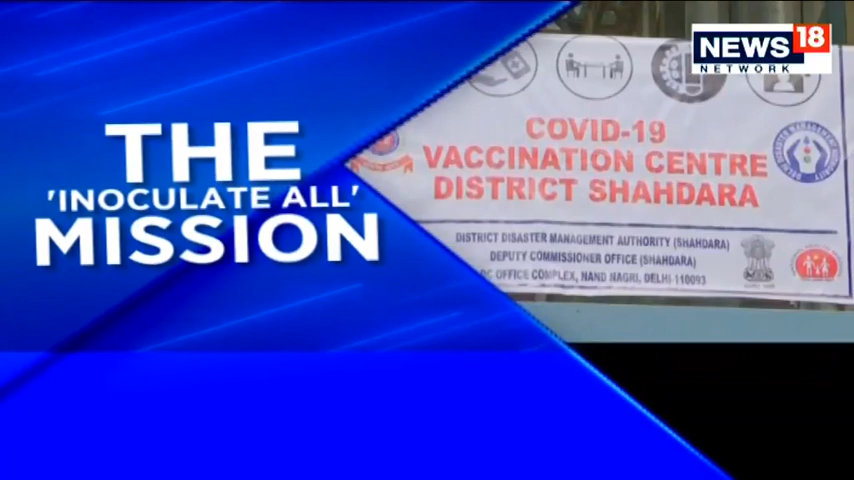 THE
'INOCULATE ALL'
MISSION
NEWS 18
NETWORK
COVID-19
VACCINATION CENTRE
DISTRICT SHAHDARA
DISTRICT DISASTER MANAGEMENT AUTHORITY (SHAHDARA)
DEPUTY COMMISSIONER OFFICE (SHAHDARA)
OFFICE COMPLEX, NAND NAGRI, DELHI-110093